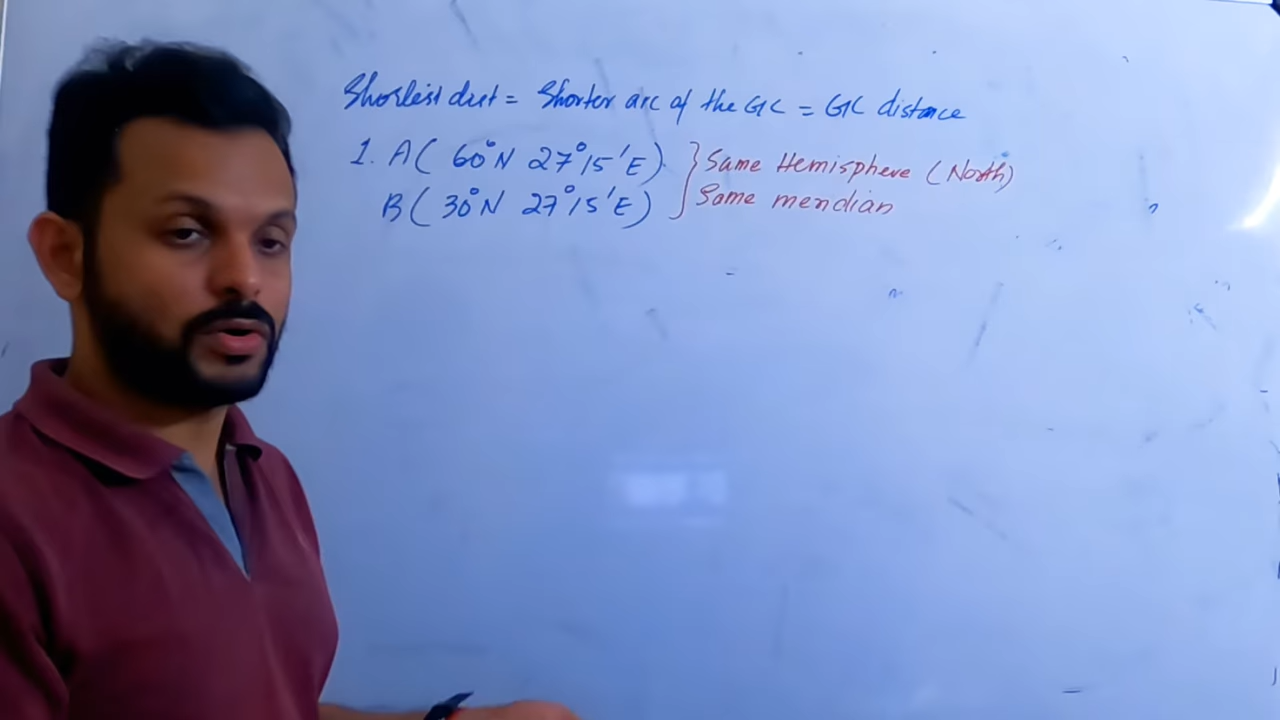 Shortest dist = Shorter arc of the GC = GC distance
1. A ( 60°N 27°15'E) } Same Hemisphere (North)
B ( 30°N 27°15'E) } Same meridian